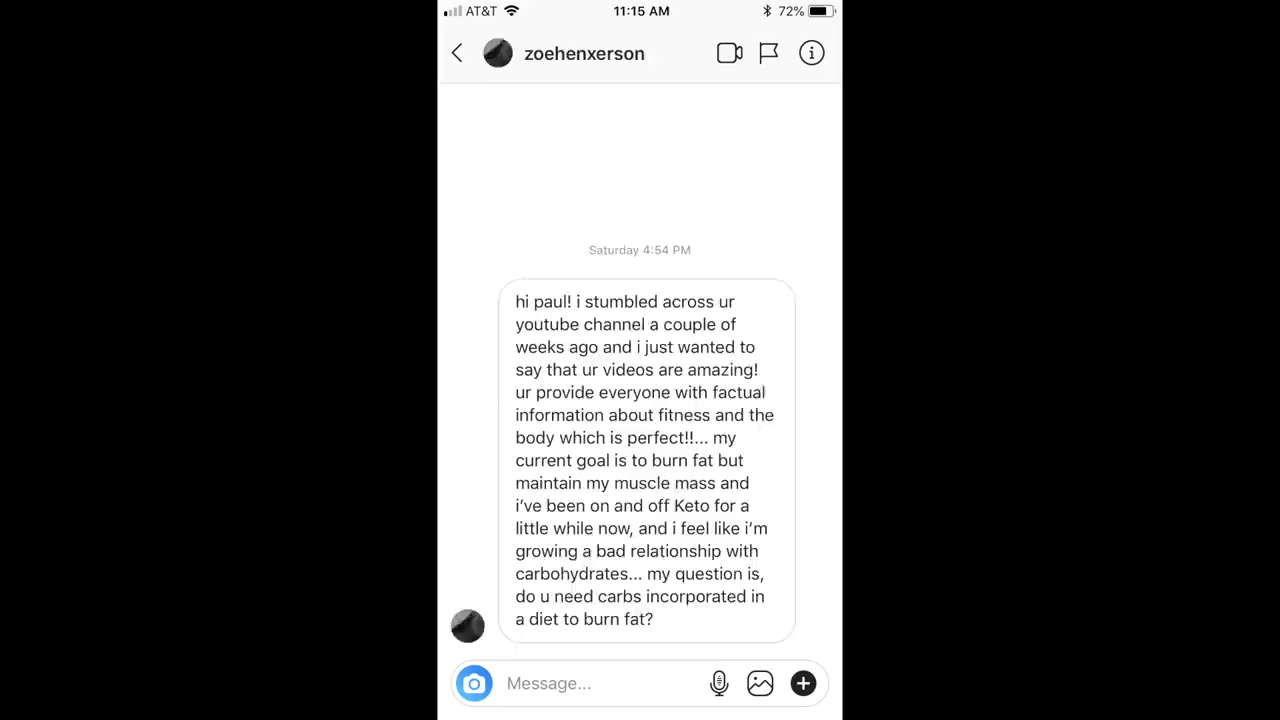 AT&T 11:15 AM 72%
zoehenxerson
Saturday 4:54 PM
hi paul! i stumbled across ur
youtube channel a couple of
weeks ago and i just wanted to
say that ur videos are amazing!
ur provide everyone with factual
information about fitness and the
body which is perfect!!... my
current goal is to burn fat but
maintain my muscle mass and
i’ve been on and off Keto for a
little while now, and i feel like i’m
growing a bad relationship with
carbohydrates... my question is,
do u need carbs incorporated in
a diet to burn fat?
Message...